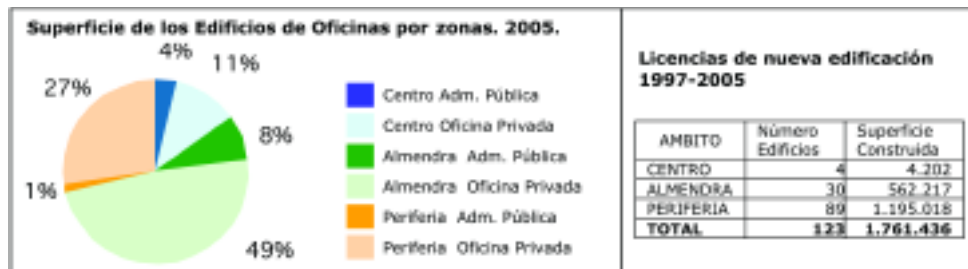 Superficie de los Edificios de Oficinas por zonas. 2005.
4%
11%
27%
8%
1%
49%
Centro Adm. Pública
Centro Oficina Privada
Almendra Adm. Pública
Almendra Oficina Privada
Periferia Adm. Pública
Periferia Oficina Privada
Licencias de nueva edificación
1997-2005
AMBITO Número Edificios Superficie Construida
CENTRO 4 4.202
ALMENDRA 30 562.217
PERIFERIA 89 1.195.018
TOTAL 123 1.761.436